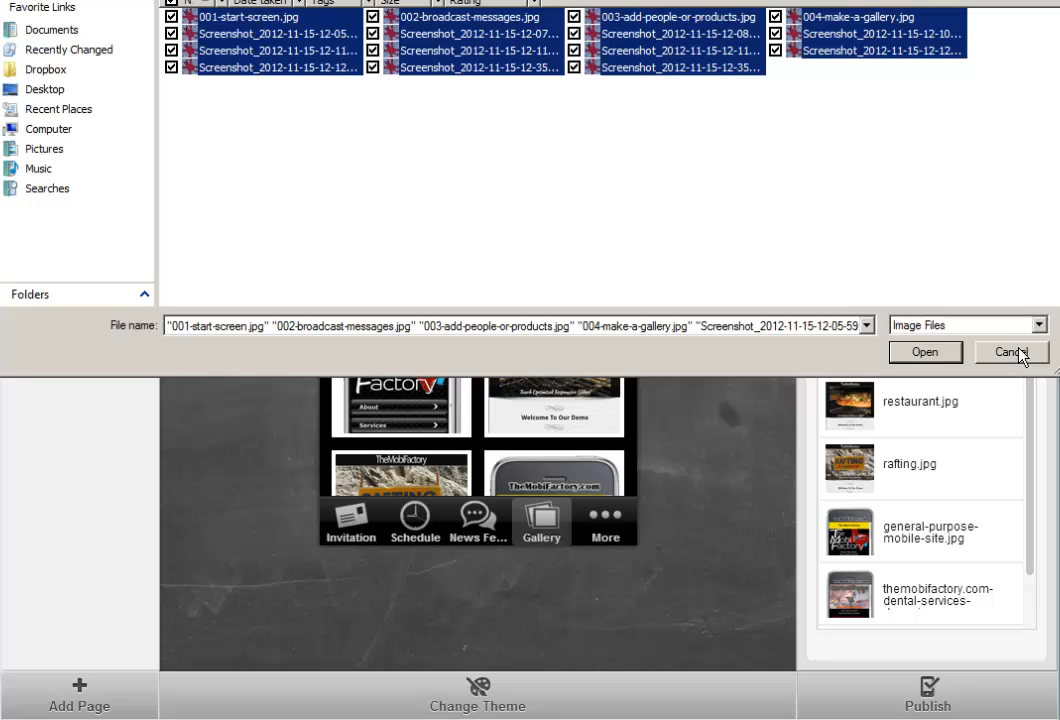 N Date taken Tags Size Rating
001-start-screen.jpg 002-broadcast-messages.jpg 003-add-people-or-products.jpg 004-make-a-gallery.jpg
Screenshot_2012-11-15-12-05... Screenshot_2012-11-15-12-07... Screenshot_2012-11-15-12-08... Screenshot_2012-11-15-12-10...
Screenshot_2012-11-15-12-11... Screenshot_2012-11-15-12-11... Screenshot_2012-11-15-12-11... Screenshot_2012-11-15-12-12...
Screenshot_2012-11-15-12-12... Screenshot_2012-11-15-12-35... Screenshot_2012-11-15-12-35...
Favorite Links
Documents
Recently Changed
Dropbox
Desktop
Recent Places
Computer
Pictures
Music
Searches
Folders
File name: "001-start-screen.jpg" "002-broadcast-messages.jpg" "003-add-people-or-products.jpg" "004-make-a-gallery.jpg" "Screenshot_2012-11-15-12-05-59
Image Files
Open Cancel
Factory
About
Services
Welcome To Our Demo
TheMobiFactory
TheMobiFactory.com
Invitation Schedule News Fe... Gallery More
restaurant.jpg
rafting.jpg
general-purpose-
mobile-site.jpg
themobifactory.com-
dental-services-
Add Page Change Theme Publish